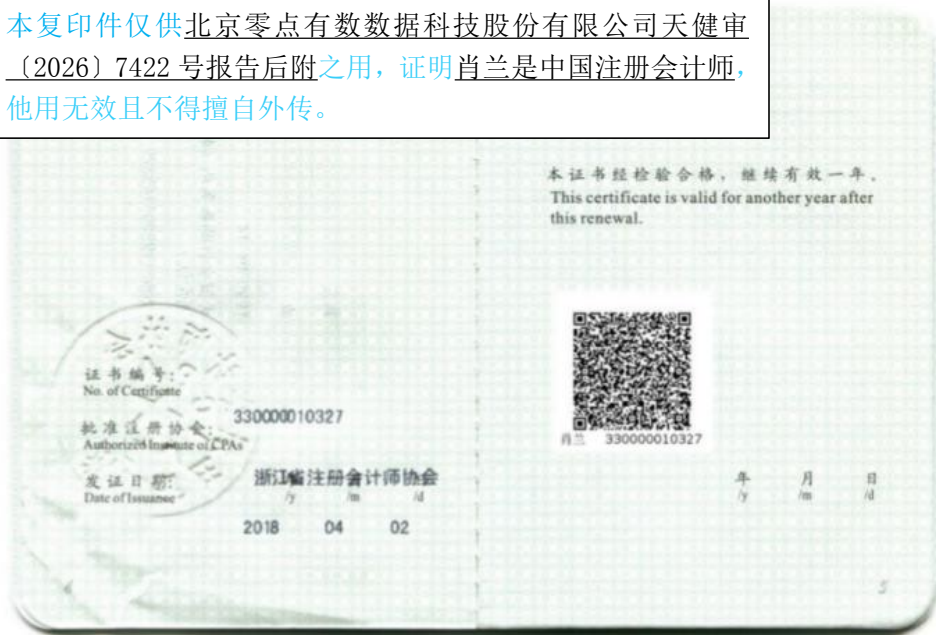 本复印件仅供北京零点有数数据科技股份有限公司天健审
〔2026〕7422 号报告后附之用，证明肖兰是中国注册会计师，
他用无效且不得擅自外传。
证书编号：
No. of Certificate
330000010327
批准注册协会：
Authorized Institute of CPAs
浙江省注册会计师协会
发证日期：
Date of Issuance
/y /m /d
2018 04 02
4
本证书经检验合格，继续有效一年。
This certificate is valid for another year after
this renewal.
肖兰 330000010327
年 月 日
/y /m /d
5